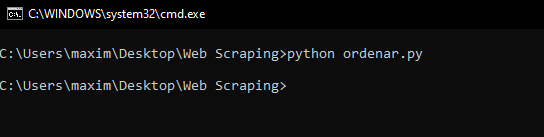 C:\WINDOWS\system32\cmd.exe
C:\Users\maxim\Desktop\Web Scraping>python ordenar.py
C:\Users\maxim\Desktop\Web Scraping>